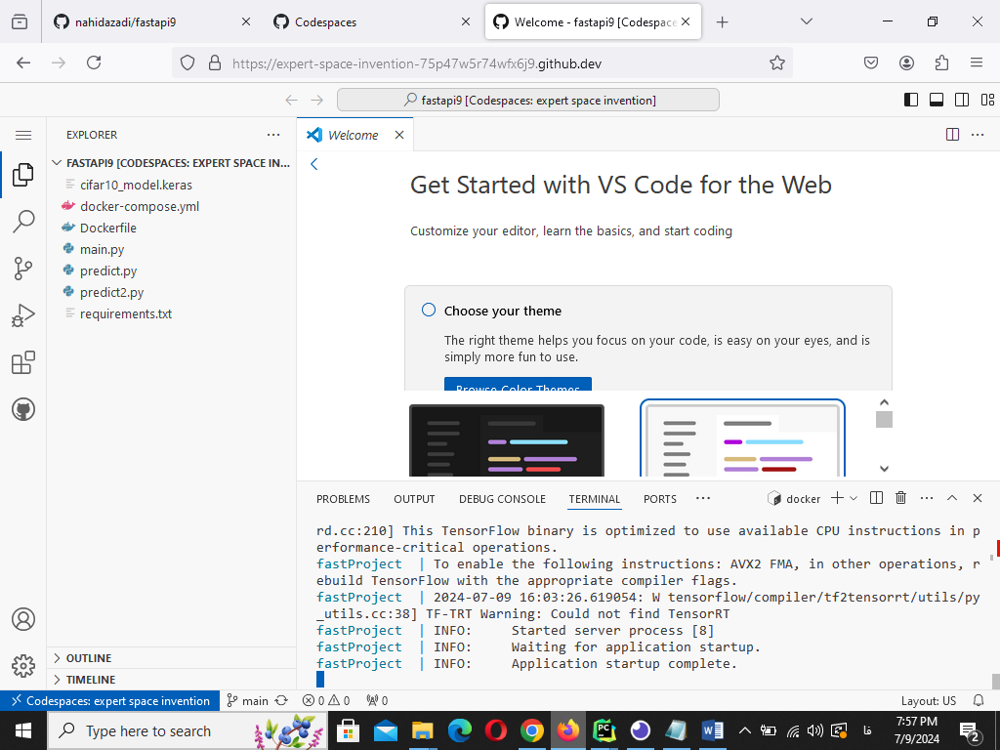 nahidazadi/fastapi9
Codespaces
Welcome - fastapi9 [Codespace
https://expert-space-invention-75p47w5r74wfx6j9.github.dev
fastapi9 [Codespaces: expert space invention]
EXPLORER
Welcome
FASTAPI9 [CODESPACES: EXPERT SPACE IN...
cifar10_model.keras
docker-compose.yml
Dockerfile
main.py
predict.py
predict2.py
requirements.txt
OUTLINE
TIMELINE
Get Started with VS Code for the Web
Customize your editor, learn the basics, and start coding
Choose your theme
The right theme helps you focus on your code, is easy on your eyes, and is
simply more fun to use.
Browse Color Themes
PROBLEMS OUTPUT DEBUG CONSOLE TERMINAL PORTS
docker
rd.cc:210] This TensorFlow binary is optimized to use available CPU instructions in p
erformance-critical operations.
fastProject | To enable the following instructions: AVX2 FMA, in other operations, r
ebuild TensorFlow with the appropriate compiler flags.
fastProject | 2024-07-09 16:03:26.619054: W tensorflow/compiler/tf2tensorrt/utils/py
_utils.cc:38] TF-TRT Warning: Could not find TensorRT
fastProject | INFO: Started server process [8]
fastProject | INFO: Waiting for application startup.
fastProject | INFO: Application startup complete.
Codespaces: expert space invention
main
0
0
0
Layout: US
Type here to search
PC
W
فا
7:57 PM
7/9/2024
2